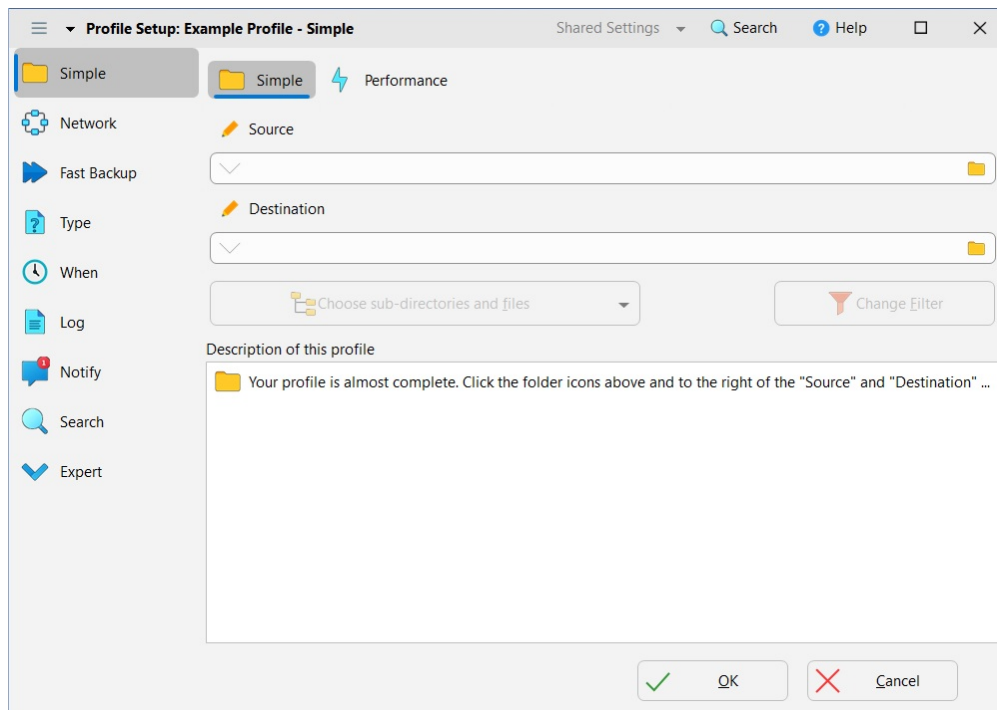 Profile Setup: Example Profile - Simple
Shared Settings
Search
Help
Simple
Network
Fast Backup
Type
When
Log
1
Notify
Search
Expert
Simple
Performance
Source
Destination
Choose sub-directories and files
Change Filter
Description of this profile
Your profile is almost complete. Click the folder icons above and to the right of the "Source" and "Destination" ...
OK
Cancel